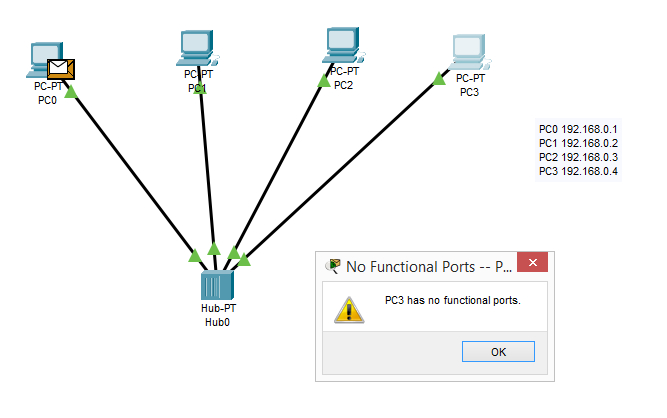 PC-PT
PC0
PC-PT
PC1
PC-PT
PC2
PC-PT
PC3
PC0 192.168.0.1
PC1 192.168.0.2
PC2 192.168.0.3
PC3 192.168.0.4
Hub-PT
Hub0
No Functional Ports -- P...
PC3 has no functional ports.
OK